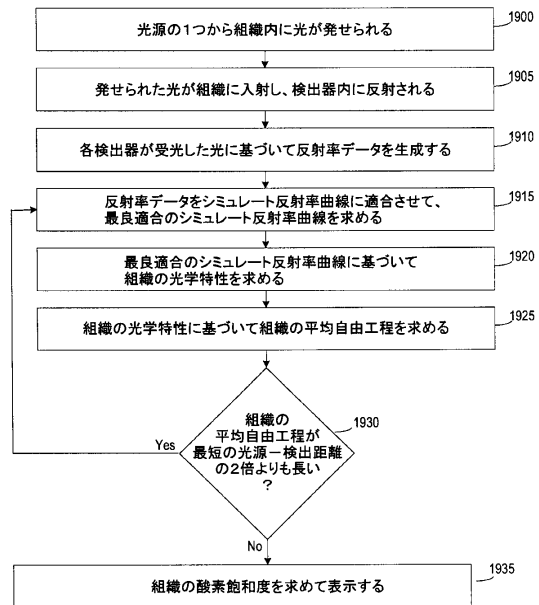 光源の1つから組織内に光が発せられる
1900
発せられた光が組織に入射し、検出器内に反射される
1905
各検出器が受光した光に基づいて反射率データを生成する
1910
反射率データをシミュレート反射率曲線に適合させて、
最良適合のシミュレート反射率曲線を求める
1915
最良適合のシミュレート反射率曲線に基づいて
組織の光学特性を求める
1920
組織の光学特性に基づいて組織の平均自由工程を求める
1925
組織の
平均自由工程が
最短の光源－検出距離
の2倍よりも長い
?
1930
Yes
No
組織の酸素飽和度を求めて表示する
1935